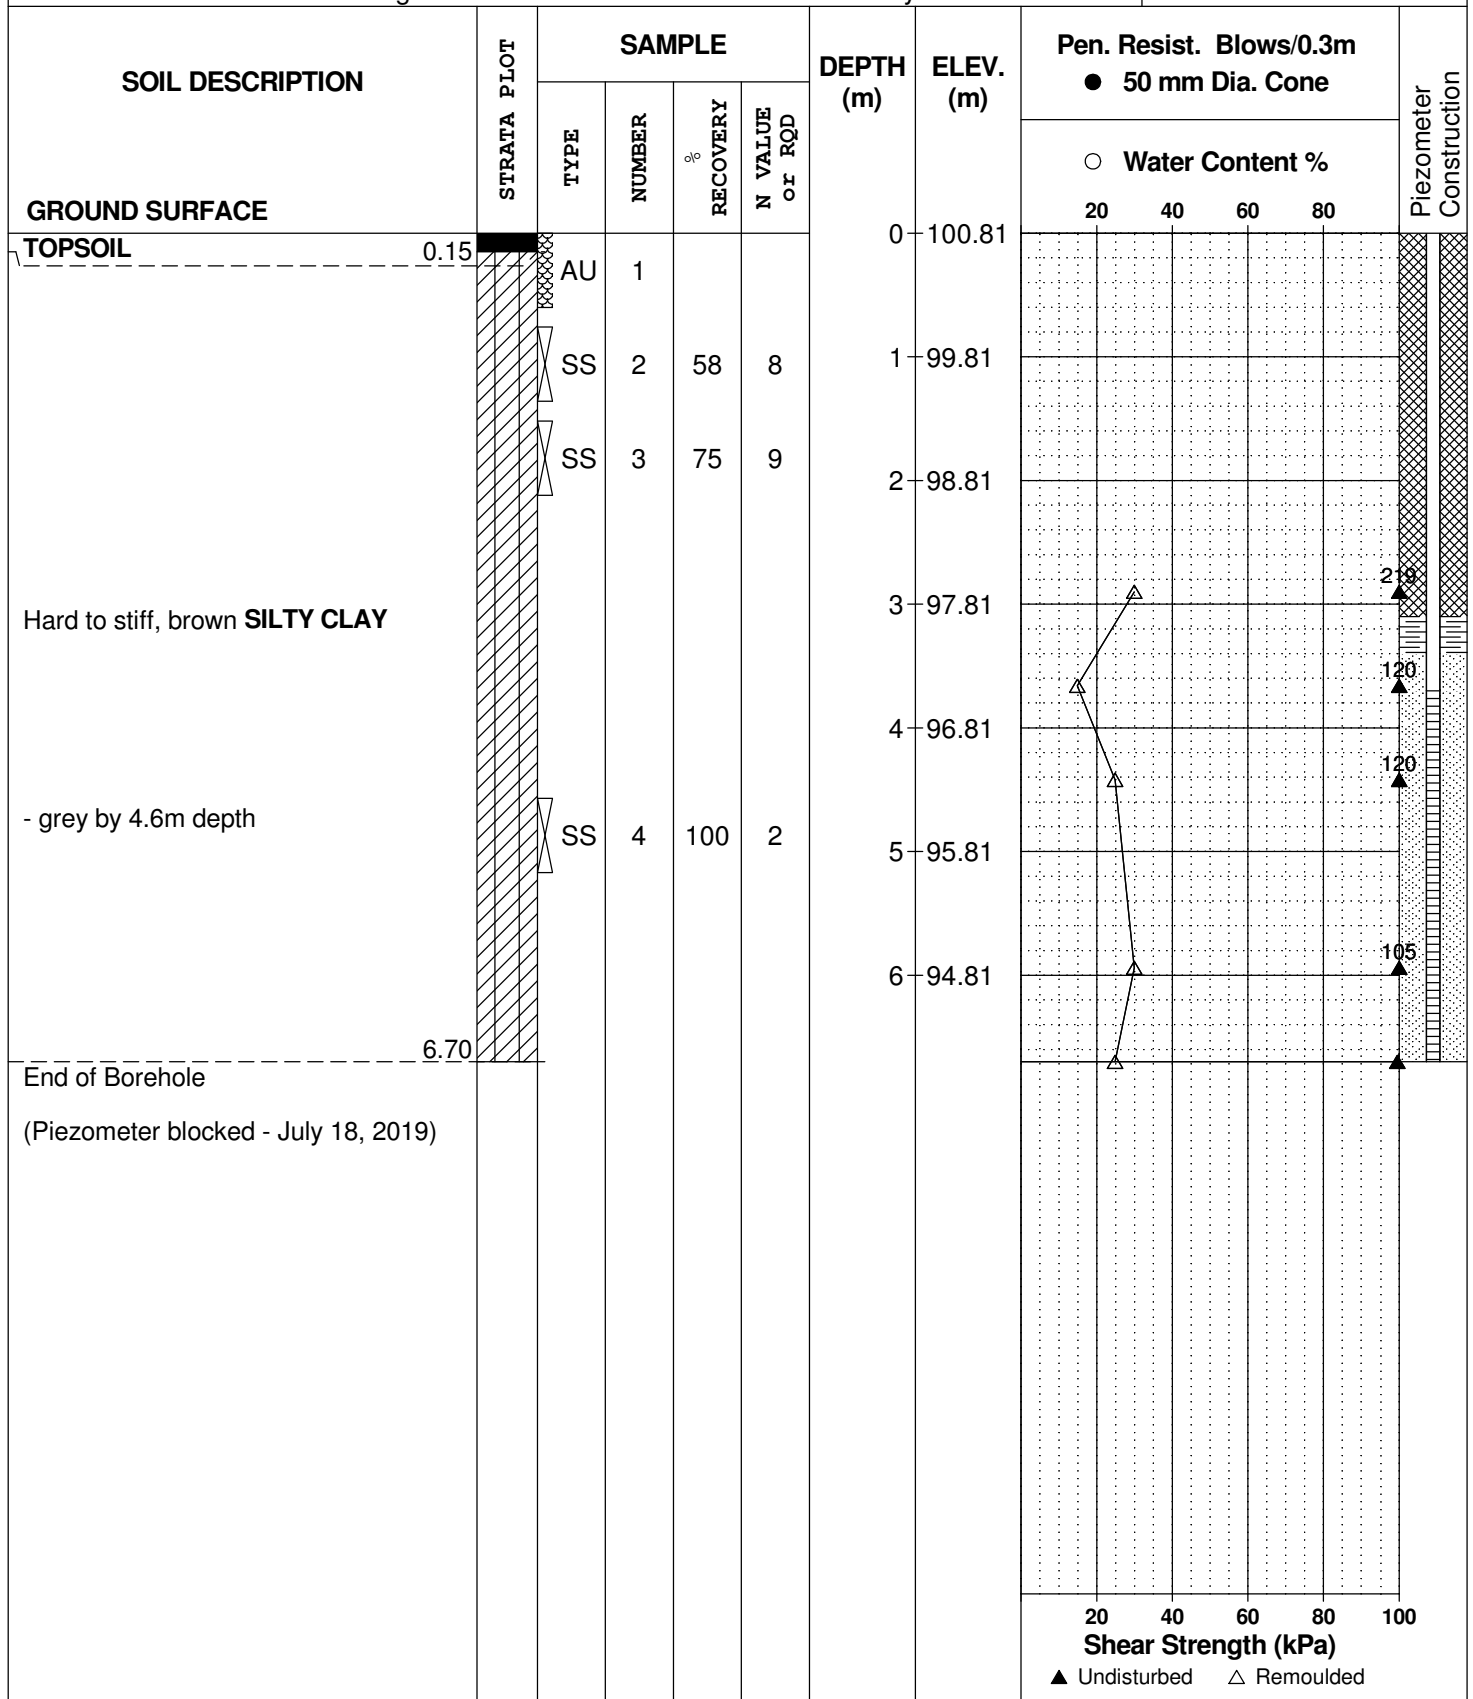 SOIL DESCRIPTION
GROUND SURFACE
STRATA PLOT
SAMPLE
TYPE
NUMBER
% RECOVERY
N VALUE or RQD
DEPTH (m)
ELEV. (m)
Pen. Resist. Blows/0.3m
● 50 mm Dia. Cone
○ Water Content %
20 40 60 80
Piezometer Construction
TOPSOIL 0.15
0 100.81
AU 1
SS 2 58 8
1 99.81
SS 3 75 9
2 98.81
219
Hard to stiff, brown SILTY CLAY
3 97.81
120
4 96.81
120
- grey by 4.6m depth
SS 4 100 2
5 95.81
105
6 94.81
6.70
End of Borehole
(Piezometer blocked - July 18, 2019)
20 40 60 80 100
Shear Strength (kPa)
▲ Undisturbed △ Remoulded